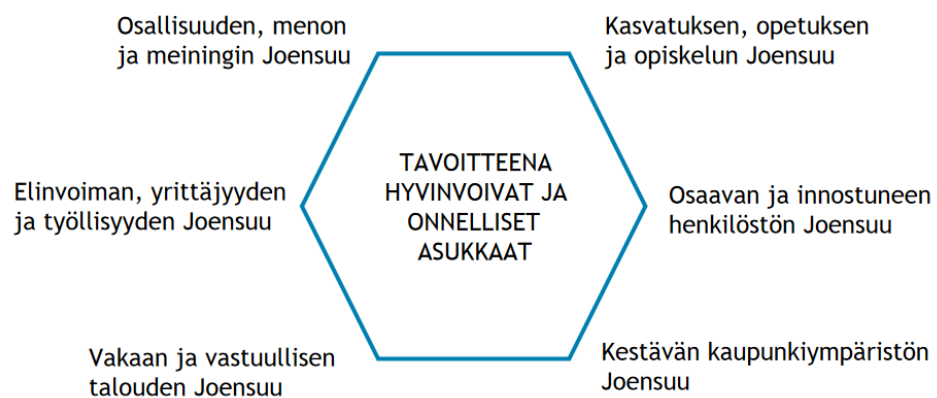 Osallisuuden, menon
ja meiningin Joensuu
Kasvatuksen, opetuksen
ja opiskelun Joensuu
TAVOITTEENA
HYVINVOIVAT JA
ONNELLISET
ASUKKAAT
Elinvoiman, yrittäjyyden
ja työllisyyden Joensuu
Osaavan ja innostuneen
henkilöstön Joensuu
Vakaan ja vastuullisen
talouden Joensuu
Kestävän kaupunkiympäristön
Joensuu